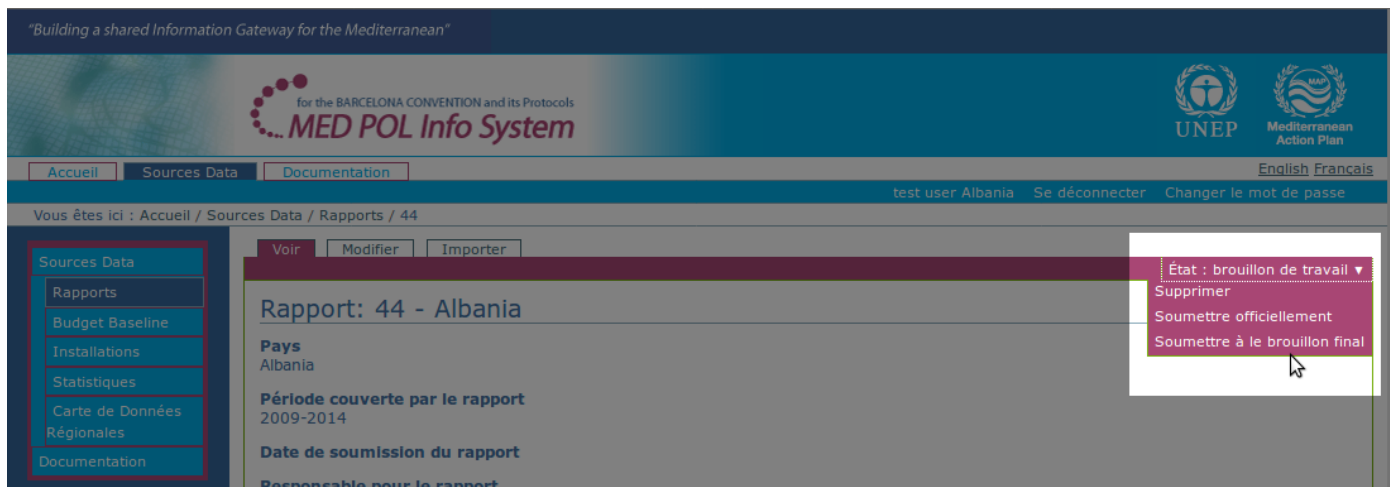 "Building a shared Information Gateway for the Mediterranean"
for the BARCELONA CONVENTION and its Protocols
MED POL Info System
UNEP
MAP
Mediterranean
Action Plan
Accueil Sources Data Documentation English Français
test user Albania Se déconnecter Changer le mot de passe
Vous êtes ici : Accueil / Sources Data / Rapports / 44
Voir Modifier Importer
Sources Data
Rapports
Budget Baseline
Installations
Statistiques
Carte de Données
Régionales
Documentation
État : brouillon de travail ▼
Supprimer
Soumettre officiellement
Soumettre à le brouillon final
Rapport: 44 - Albania
Pays
Albania
Période couverte par le rapport
2009-2014
Date de soumission du rapport
Responsable pour le rapport